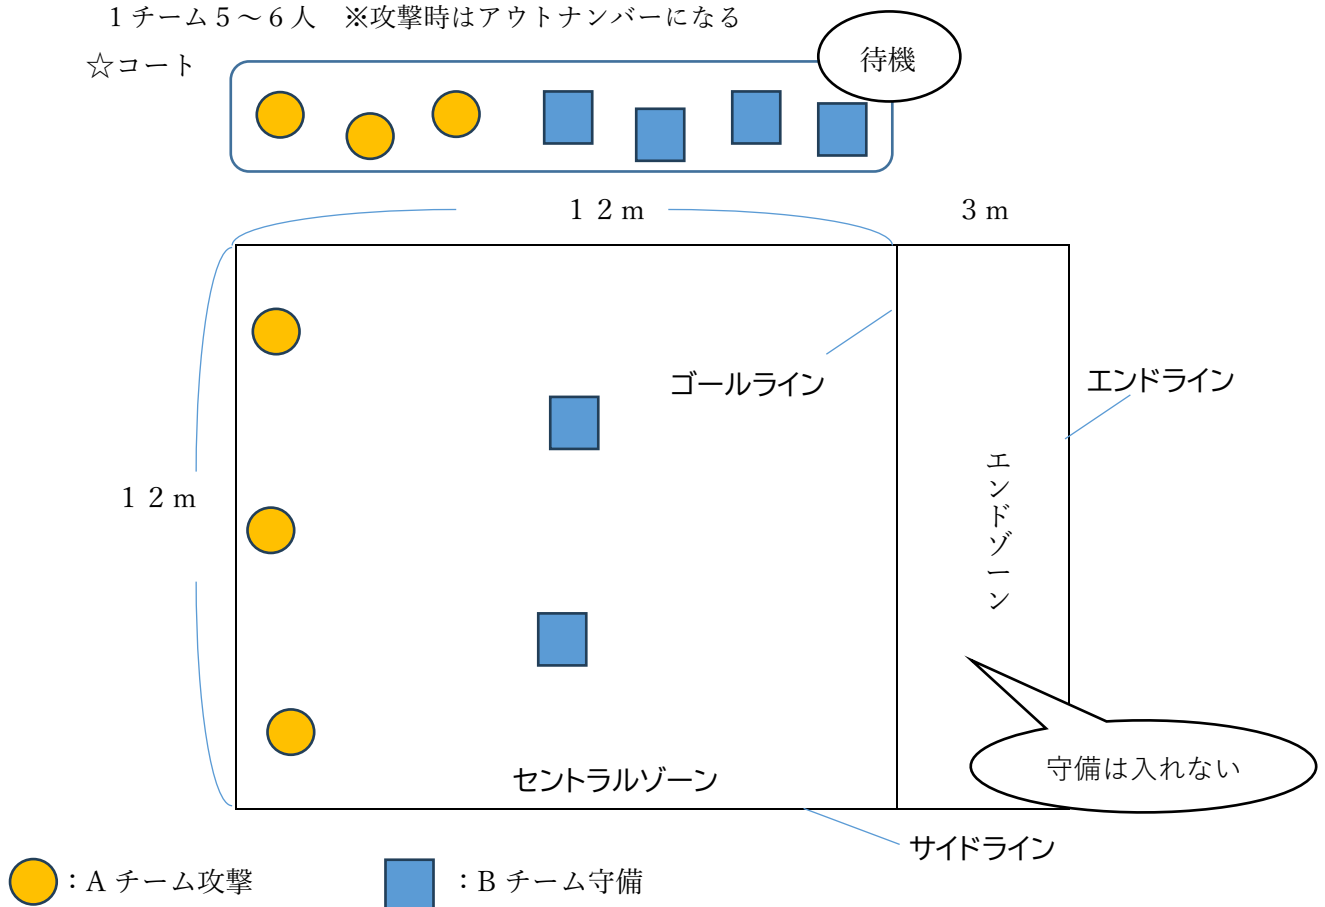 １チーム５～６人　※攻撃時はアウトナンバーになる
☆コート
待機
１２ｍ
３ｍ
ゴールライン
エンドライン
エンドゾーン
１２ｍ
守備は入れない
セントラルゾーン
サイドライン
：A チーム攻撃
：B チーム守備